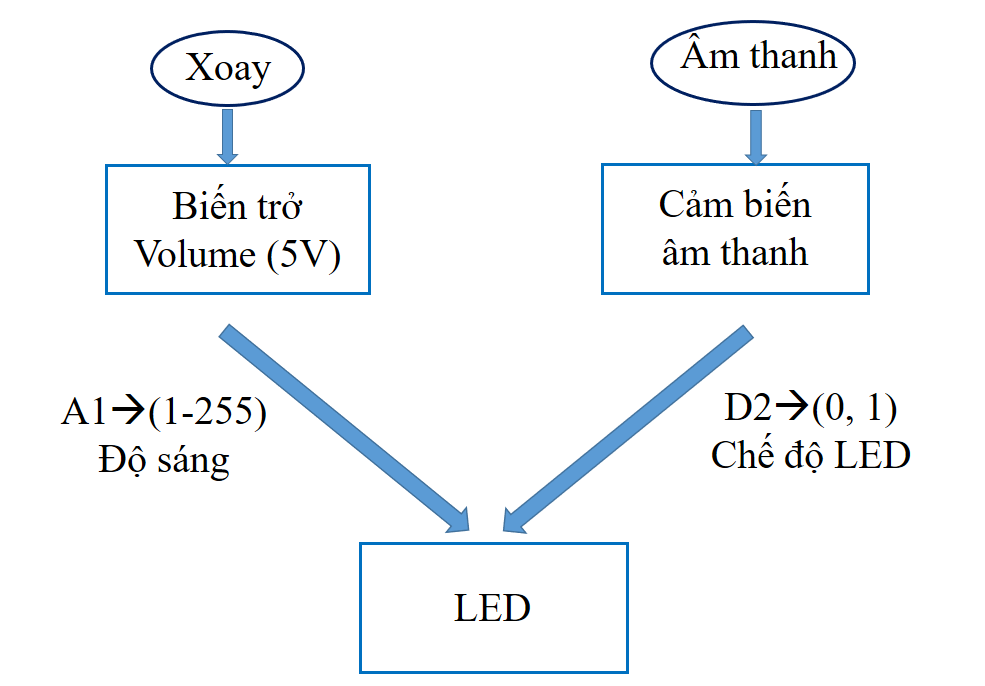 Xoay
Âm thanh
Biến trở
Volume (5V)
Cảm biến
âm thanh
A1→(1-255)
Độ sáng
D2→(0, 1)
Chế độ LED
LED